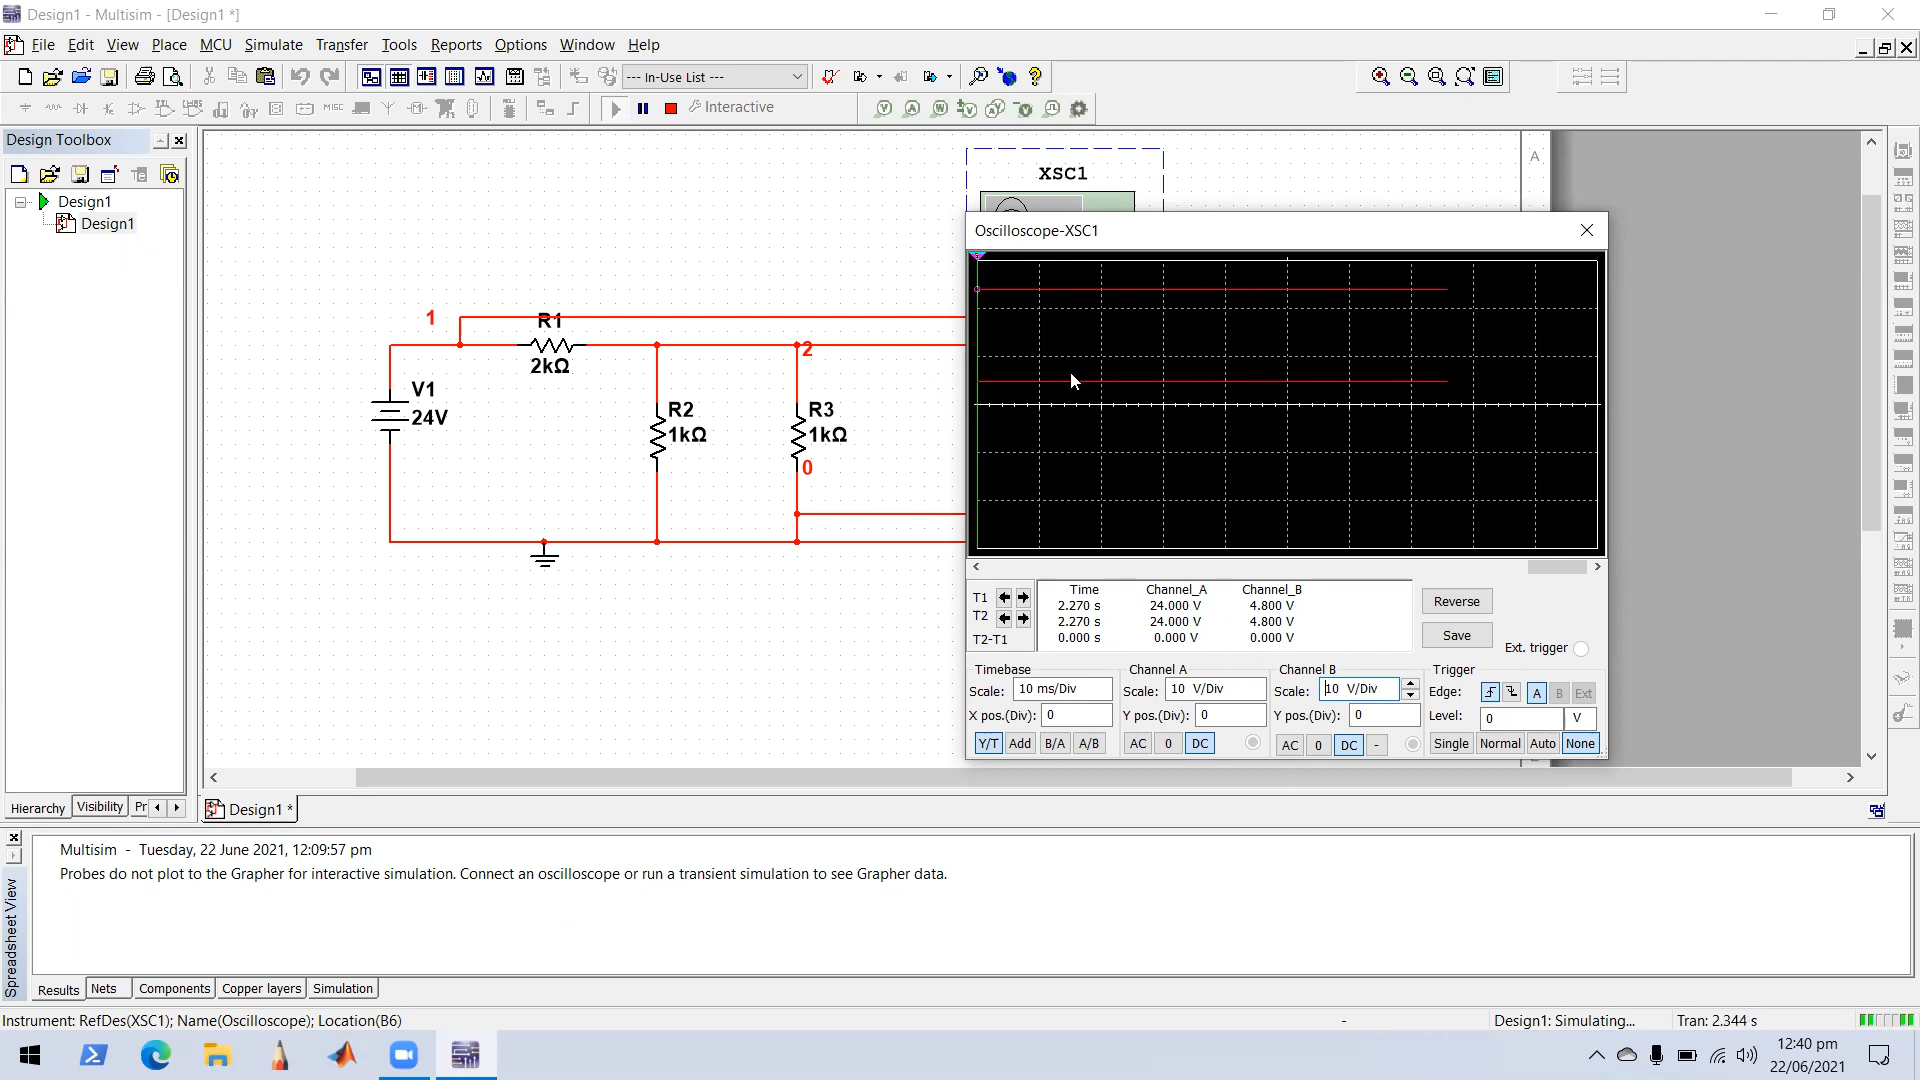 Design1 - Multisim - [Design1 *]
File Edit View Place MCU Simulate Transfer Tools Reports Options Window Help
--- In-Use List ---
MISC Interactive
Design Toolbox
Design1
Design1
A
XSC1
Oscilloscope-XSC1
1
R1
2kΩ
2
V1
24V
R2
1kΩ
R3
1kΩ
0
Time Channel_A Channel_B
T1 2.270 s 24.000 V 4.800 V
T2 2.270 s 24.000 V 4.800 V
T2-T1 0.000 s 0.000 V 0.000 V
Reverse
Save
Ext. trigger
Timebase Channel A Channel B Trigger
Scale: 10 ms/Div Scale: 10 V/Div Scale: 10 V/Div Edge: A B Ext
X pos.(Div): 0 Y pos.(Div): 0 Y pos.(Div): 0 Level: 0 V
Y/T Add B/A A/B AC 0 DC AC 0 DC - Single Normal Auto None
Hierarchy Visibility Pr
Design1 *
Multisim - Tuesday, 22 June 2021, 12:09:57 pm
Probes do not plot to the Grapher for interactive simulation. Connect an oscilloscope or run a transient simulation to see Grapher data.
Spreadsheet View
Results Nets Components Copper layers Simulation
Instrument: RefDes(XSC1); Name(Oscilloscope); Location(B6) - Design1: Simulating... Tran: 2.344 s
12:40 pm
22/06/2021